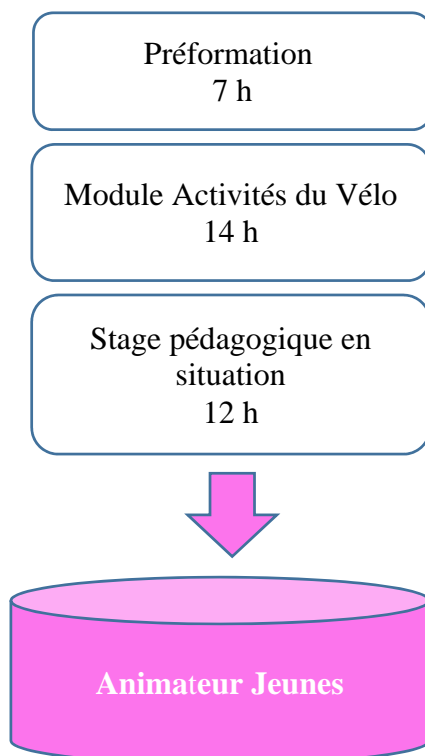 Préformation
7 h
Module Activités du Vélo
14 h
Stage pédagogique en
situation
12 h
Animateur Jeunes